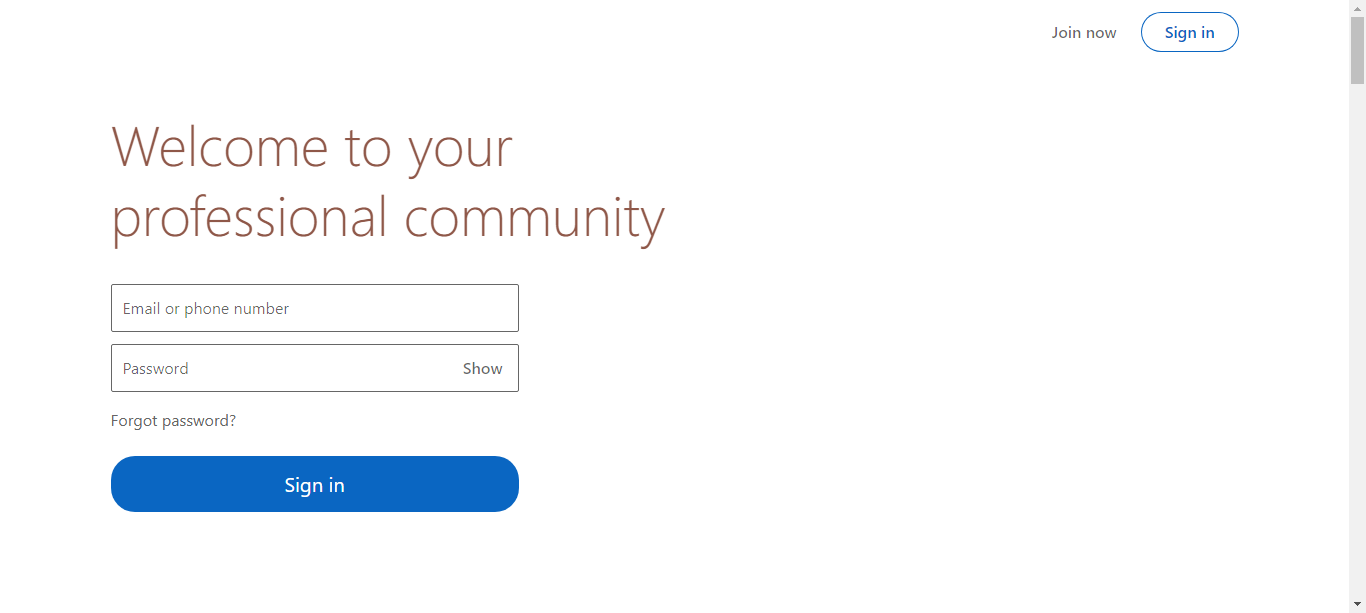 Join now
Sign in
Welcome to your
professional community
Email or phone number
Password
Show
Forgot password?
Sign in